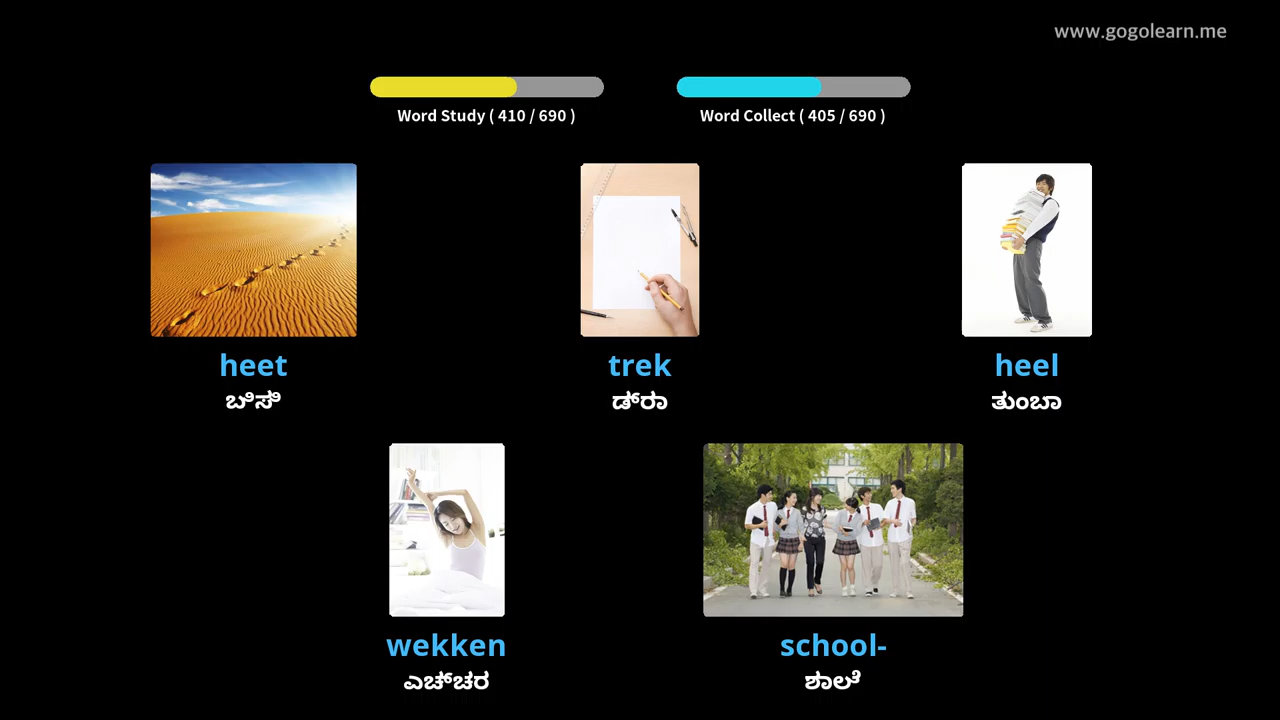 www.gogolearn.me
Word Study ( 410 / 690 )
Word Collect ( 405 / 690 )
heet
ಬಿಸಿ
trek
ಡ್ರಾ
heel
ತುಂಬಾ
wekken
ಎಚ್ಚರ
school-
ಶಾಲೆ